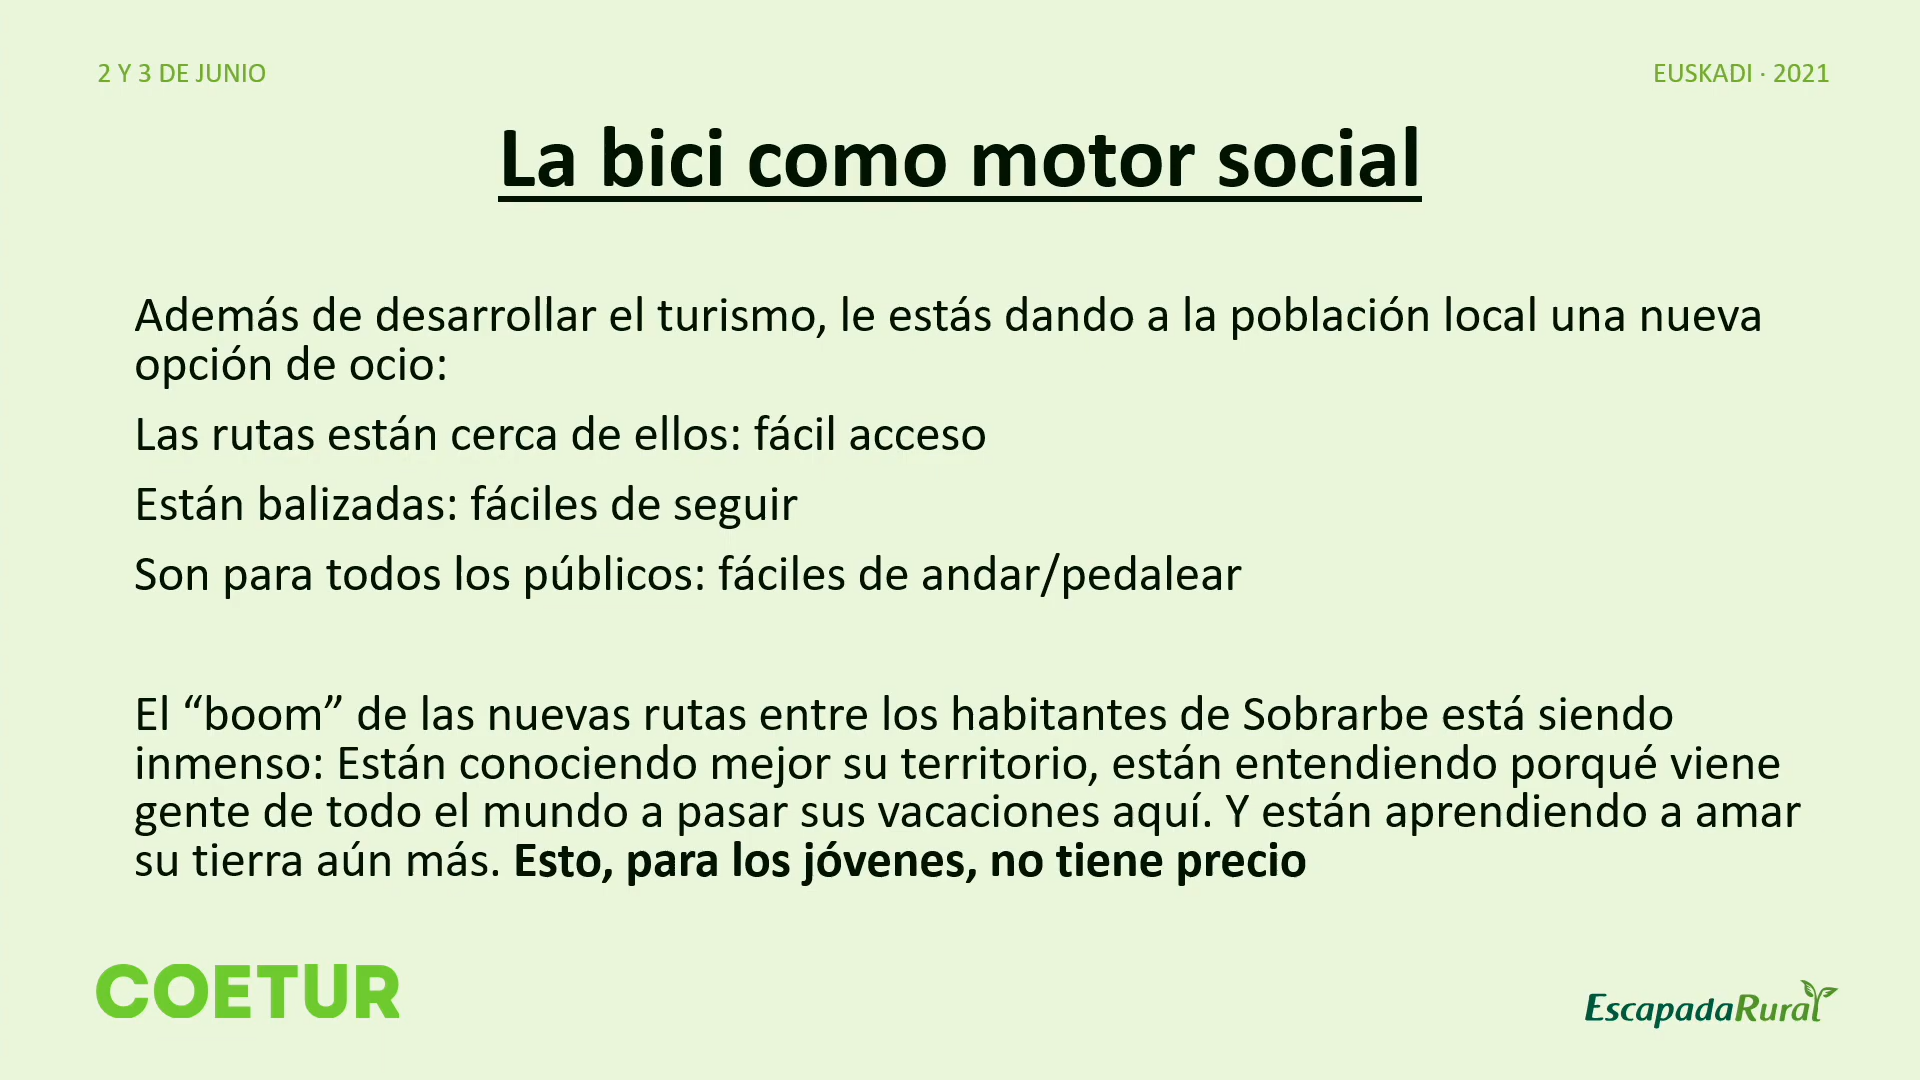 2 Y 3 DE JUNIO
EUSKADI · 2021
La bici como motor social
Además de desarrollar el turismo, le estás dando a la población local una nueva
opción de ocio:
Las rutas están cerca de ellos: fácil acceso
Están balizadas: fáciles de seguir
Son para todos los públicos: fáciles de andar/pedalear
El “boom” de las nuevas rutas entre los habitantes de Sobrarbe está siendo
inmenso: Están conociendo mejor su territorio, están entendiendo porqué viene
gente de todo el mundo a pasar sus vacaciones aquí. Y están aprendiendo a amar
su tierra aún más. Esto, para los jóvenes, no tiene precio
COETUR
EscapadaRural